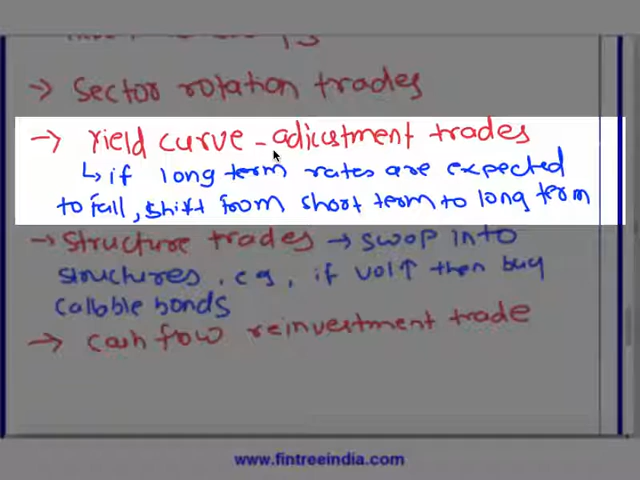 → Sector rotation trades
→ Yield curve - adjustment trades
↳ if long term rates are expected
to fall, shift from short term to long term
→ Structure trades → swop into
structures, eg, if vol↑ then buy
callable bonds
→ cash flow reinvestment trade
www.fintreeindia.com